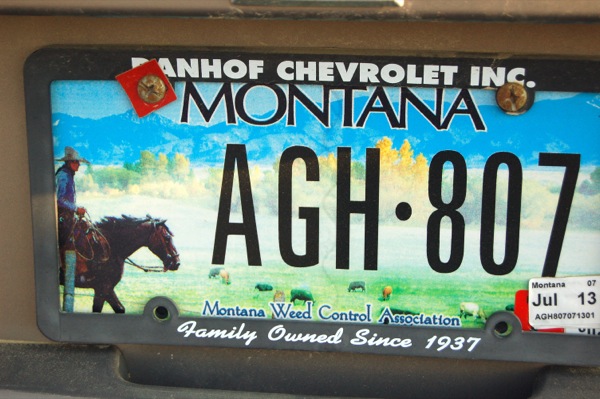 DANHOF CHEVROLET INC.
MONTANA
AGH•807
Montana 07
Jul 13
AGH807071301
Montana Weed Control Association
Family Owned Since 1937